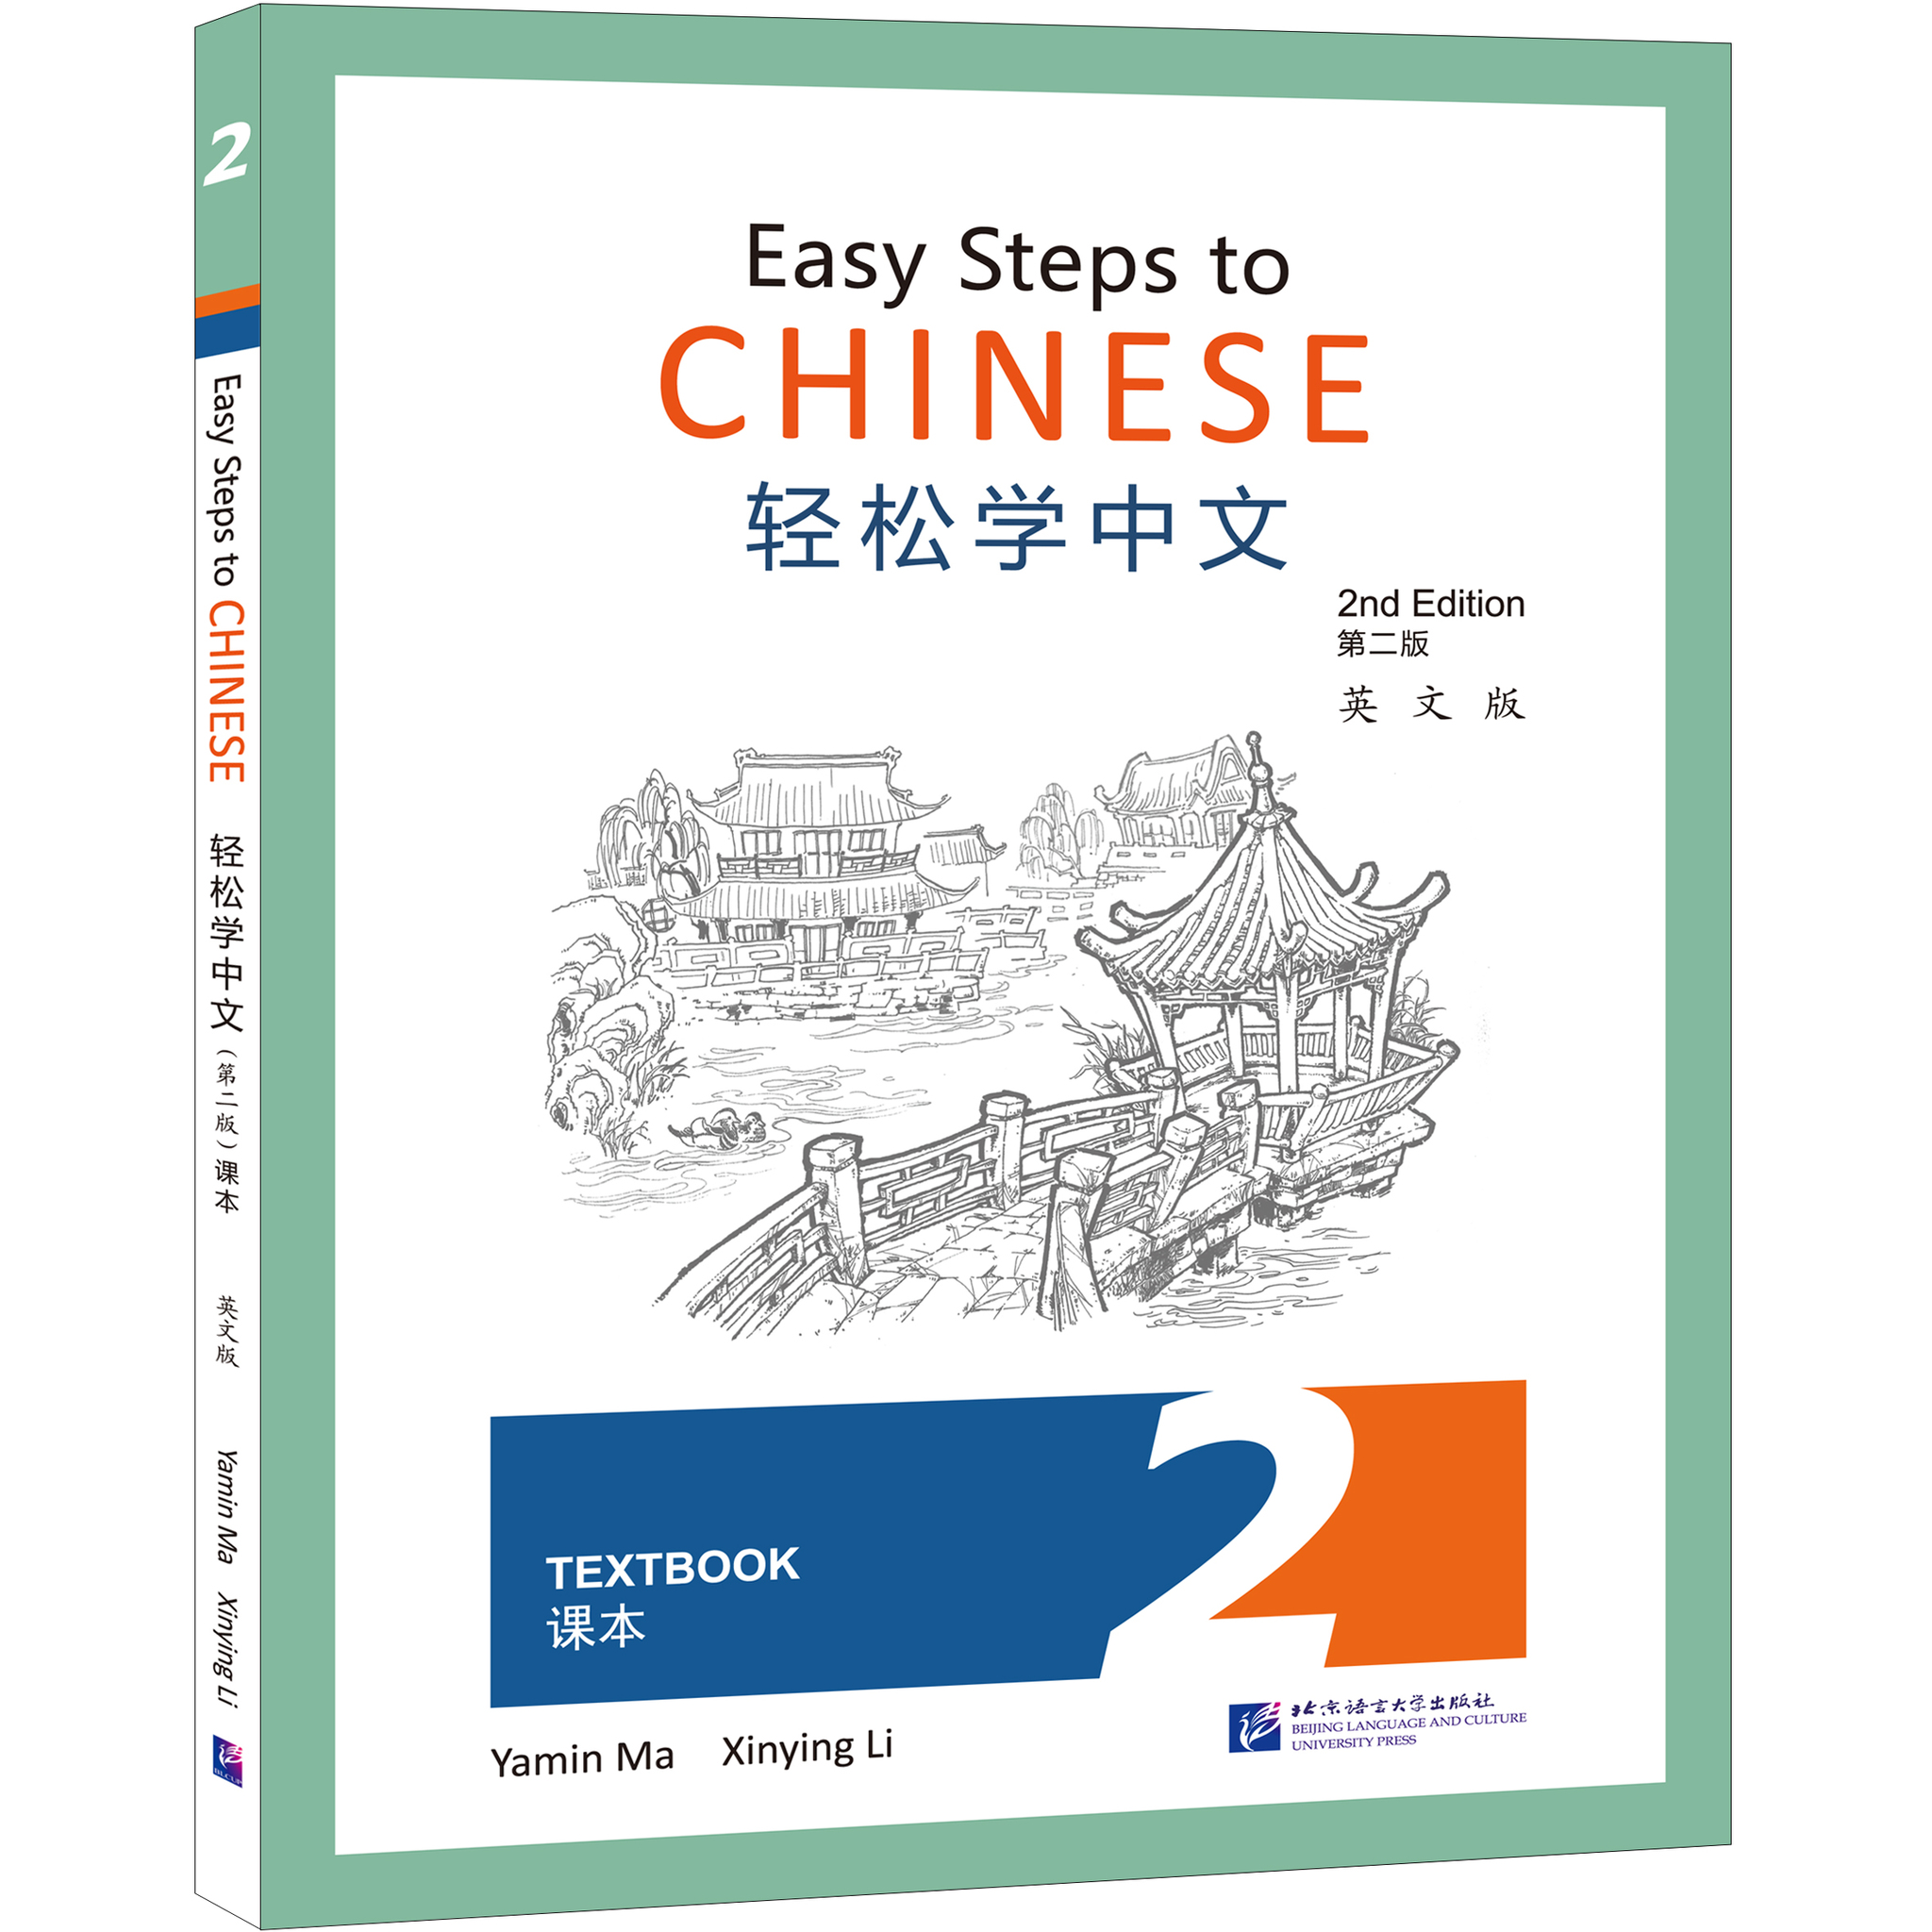 Easy Steps to
CHINESE
轻松学中文
2nd Edition
第二版
英文版
TEXTBOOK
课本
2
Yamin Ma Xinying Li
北京语言大学出版社
BEIJING LANGUAGE AND CULTURE
UNIVERSITY PRESS
2
Easy Steps to CHINESE 轻松学中文（第二版）课本 英文版 Yamin Ma Xinying Li
BLCUP